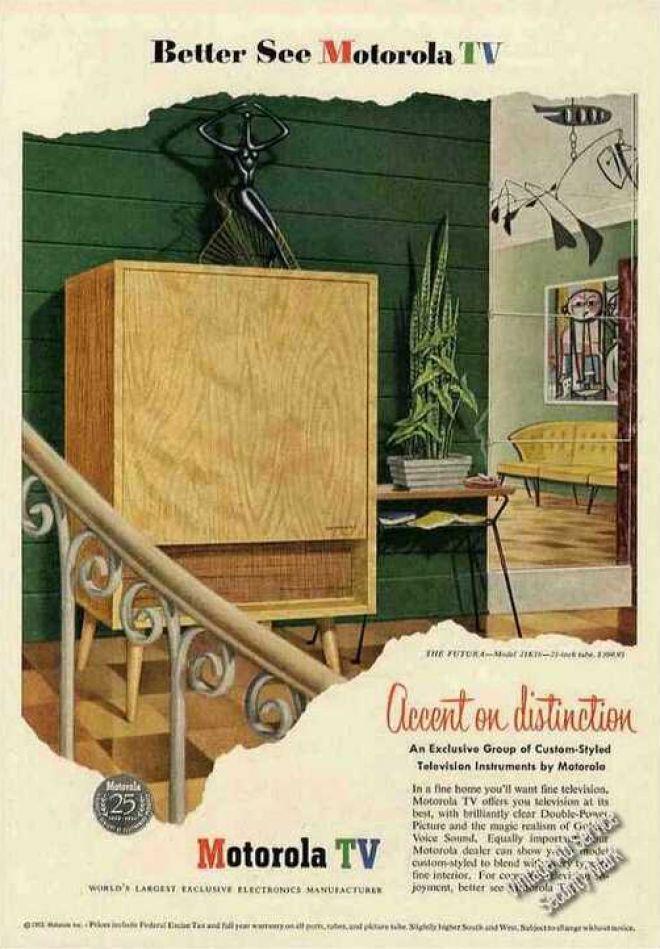 Better See Motorola TV
THE FUTURA—Model 21K16—21-inch tube,
Accent on distinction
An Exclusive Group of Custom-Styled
Television Instruments by Motorola
In a fine home you'll want fine television.
Motorola TV offers you television at its
best, with brilliantly clear Double-Power
Picture and the magic realism of
Voice Sound. Equally
Motorola dealer can show
custom-styled to blend
fine interior. For
joyment, better see
Motorola
25
Motorola TV
WORLD'S LARGEST EXCLUSIVE ELECTRONICS MANUFACTURER
Prices include Federal Excise Tax and full year warranty on all parts, tubes, and picture tube. Slightly higher South and West. Subject to change without notice.